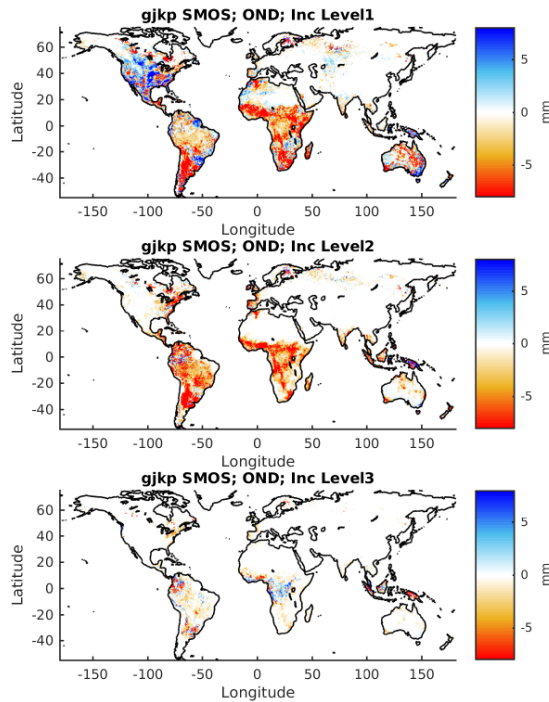 gjkp SMOS; OND; Inc Level1
60
40
20
0
-20
-40
Latitude
-150 -100 -50 0 50 100 150
Longitude
5
0
-5
mm
gjkp SMOS; OND; Inc Level2
60
40
20
0
-20
-40
Latitude
-150 -100 -50 0 50 100 150
Longitude
5
0
-5
mm
gjkp SMOS; OND; Inc Level3
60
40
20
0
-20
-40
Latitude
-150 -100 -50 0 50 100 150
Longitude
5
0
-5
mm